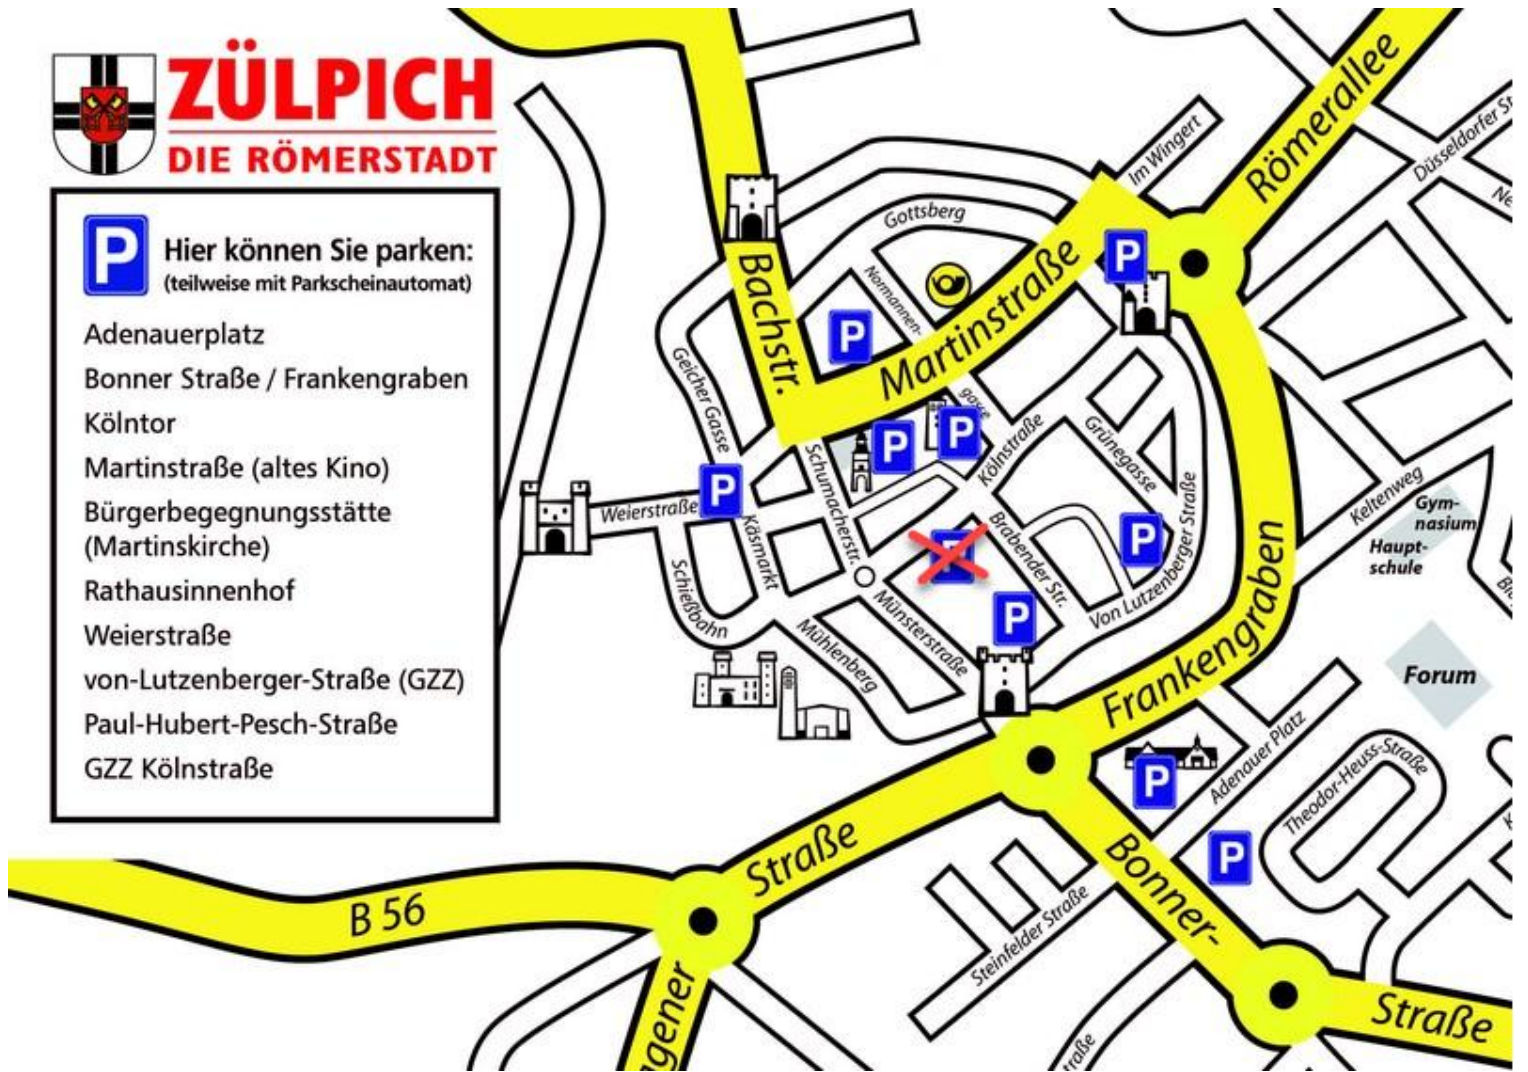 ZÜLPICH
DIE RÖMERSTADT
P Hier können Sie parken:
(teilweise mit Parkscheinautomat)
Adenauerplatz
Bonner Straße / Frankengraben
Kölntor
Martinstraße (altes Kino)
Bürgerbegegnungsstätte
(Martinskirche)
Rathausinnenhof
Weierstraße
von-Lutzenberger-Straße (GZZ)
Paul-Hubert-Pesch-Straße
GZZ Kölnstraße
Römerallee
Im Wingert
Düsseldorfer St
Ne
Gottsberg
Bachstr.
Normannen-
gasse
Martinstraße
P
P
Geicher Gasse
P
P
Kölnstraße
Grünegasse
Schumacherstr.
P
Weierstraße
Käsmarkt
Brabender Str.
P
Von Lutzenberger Straße
Keltenweg
Gym-
nasium
Haupt-
schule
Schießbahn
Mühlenberg
Münsterstraße
P
Frankengraben
Forum
Adenauer Platz
P
Theodor-Heuss-Straße
P
Straße
B 56
Bonner-
Steinfelder Straße
Straße
gener
raße